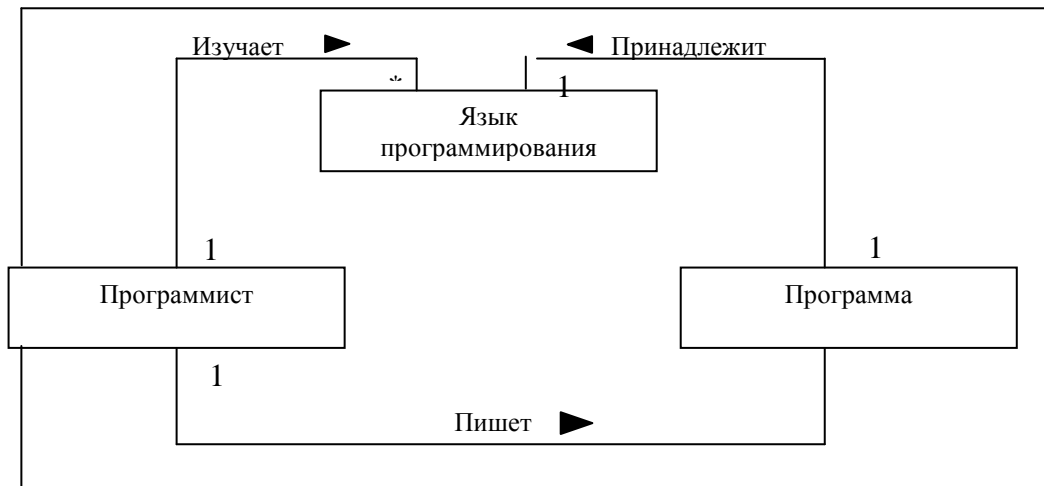 Изучает ► ◄ Принадлежит
* 1
Язык
программирования
1 1
Программист Программа
1
Пишет ►